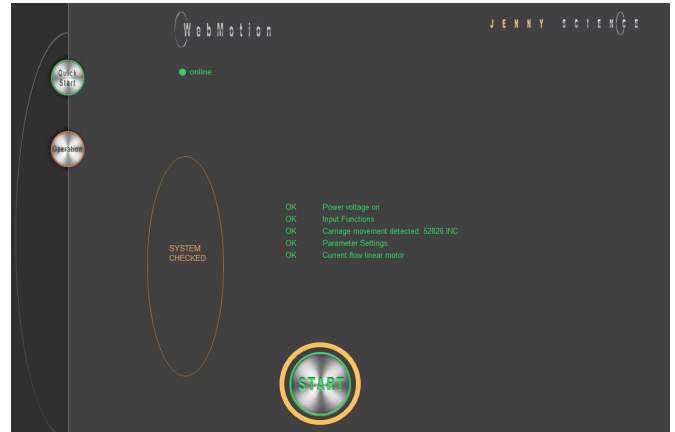 WebMotion
JENNY SCIENCE
Quick
Start
online
Operation
OK Power voltage on
OK Input Functions
OK Carriage movement detected: 52826 INC
OK Parameter Settings
OK Current flow linear motor
SYSTEM
CHECKED
START